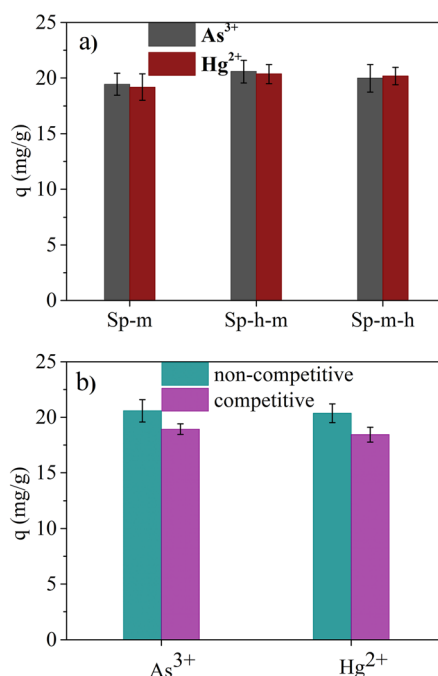 a)
As³⁺
Hg²⁺
25
20
15
10
5
0
q (mg/g)
Sp-m Sp-h-m Sp-m-h
b)
non-competitive
competitive
25
20
15
10
5
0
q (mg/g)
As³⁺ Hg²⁺